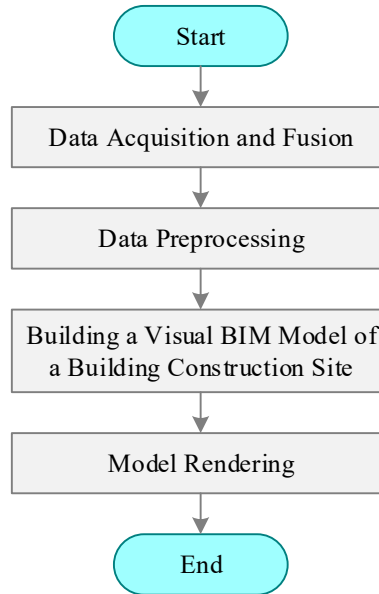 Start
Data Acquisition and Fusion
Data Preprocessing
Building a Visual BIM Model of
a Building Construction Site
Model Rendering
End